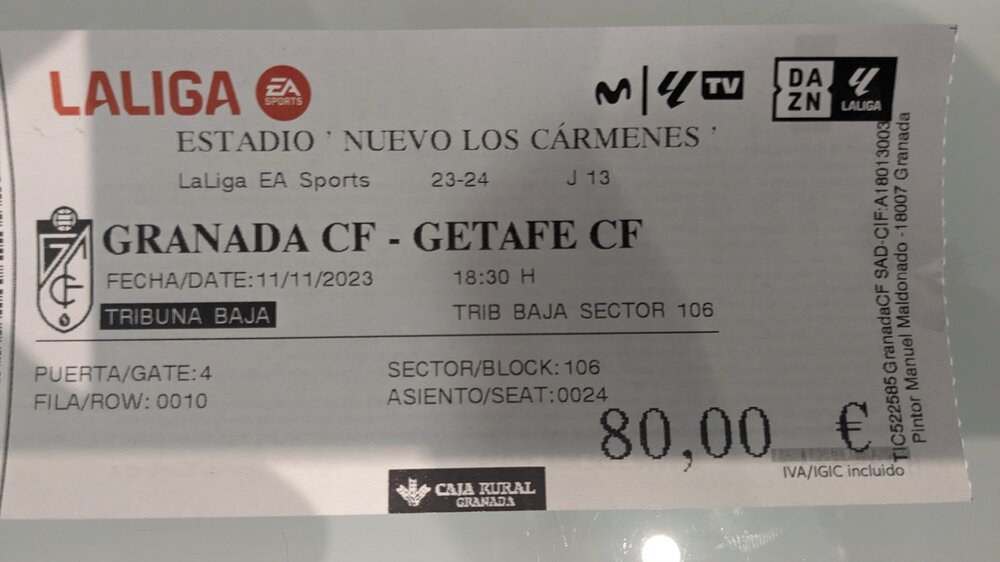 LALIGA EA SPORTS
TV DAZN LALIGA
ESTADIO ' NUEVO LOS CÁRMENES '
LaLiga EA Sports 23-24 J 13
GRANADA CF - GETAFE CF
FECHA/DATE:11/11/2023 18:30 H
TRIBUNA BAJA TRIB BAJA SECTOR 106
PUERTA/GATE:4 SECTOR/BLOCK:106
FILA/ROW:0010 ASIENTO/SEAT:0024
80,00 €
IVA/IGIC incluido
CAJA RURAL
GRANADA
TIC522585GranadaCF SAD-CIF:A18013003
Pintor Manuel Maldonado -18007 Granada